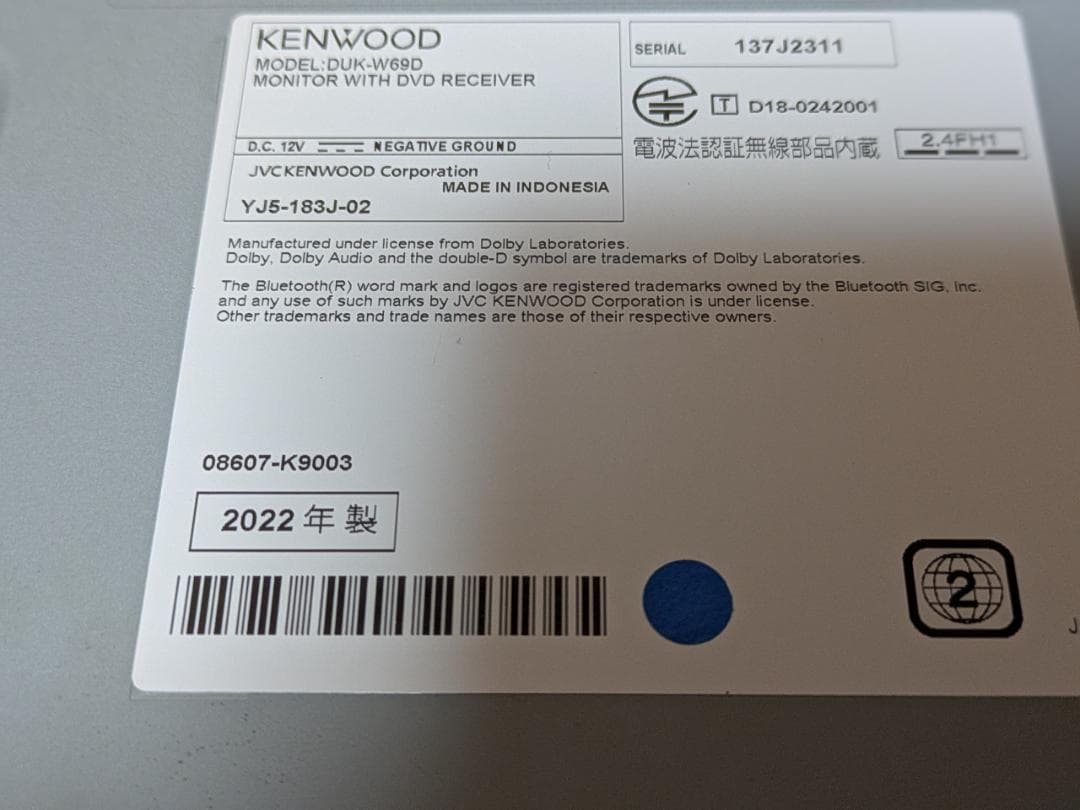 KENWOOD
MODEL:DUK-W69D
MONITOR WITH DVD RECEIVER
D.C. 12V NEGATIVE GROUND
JVCKENWOOD Corporation
MADE IN INDONESIA
YJ5-183J-02
SERIAL 137J2311
T D18-0242001
電波法認証無線部品内蔵 2.4FH1
Manufactured under license from Dolby Laboratories.
Dolby, Dolby Audio and the double-D symbol are trademarks of Dolby Laboratories.
The Bluetooth(R) word mark and logos are registered trademarks owned by the Bluetooth SIG, Inc.
and any use of such marks by JVC KENWOOD Corporation is under license.
Other trademarks and trade names are those of their respective owners.
08607-K9003
2022年製
2
J